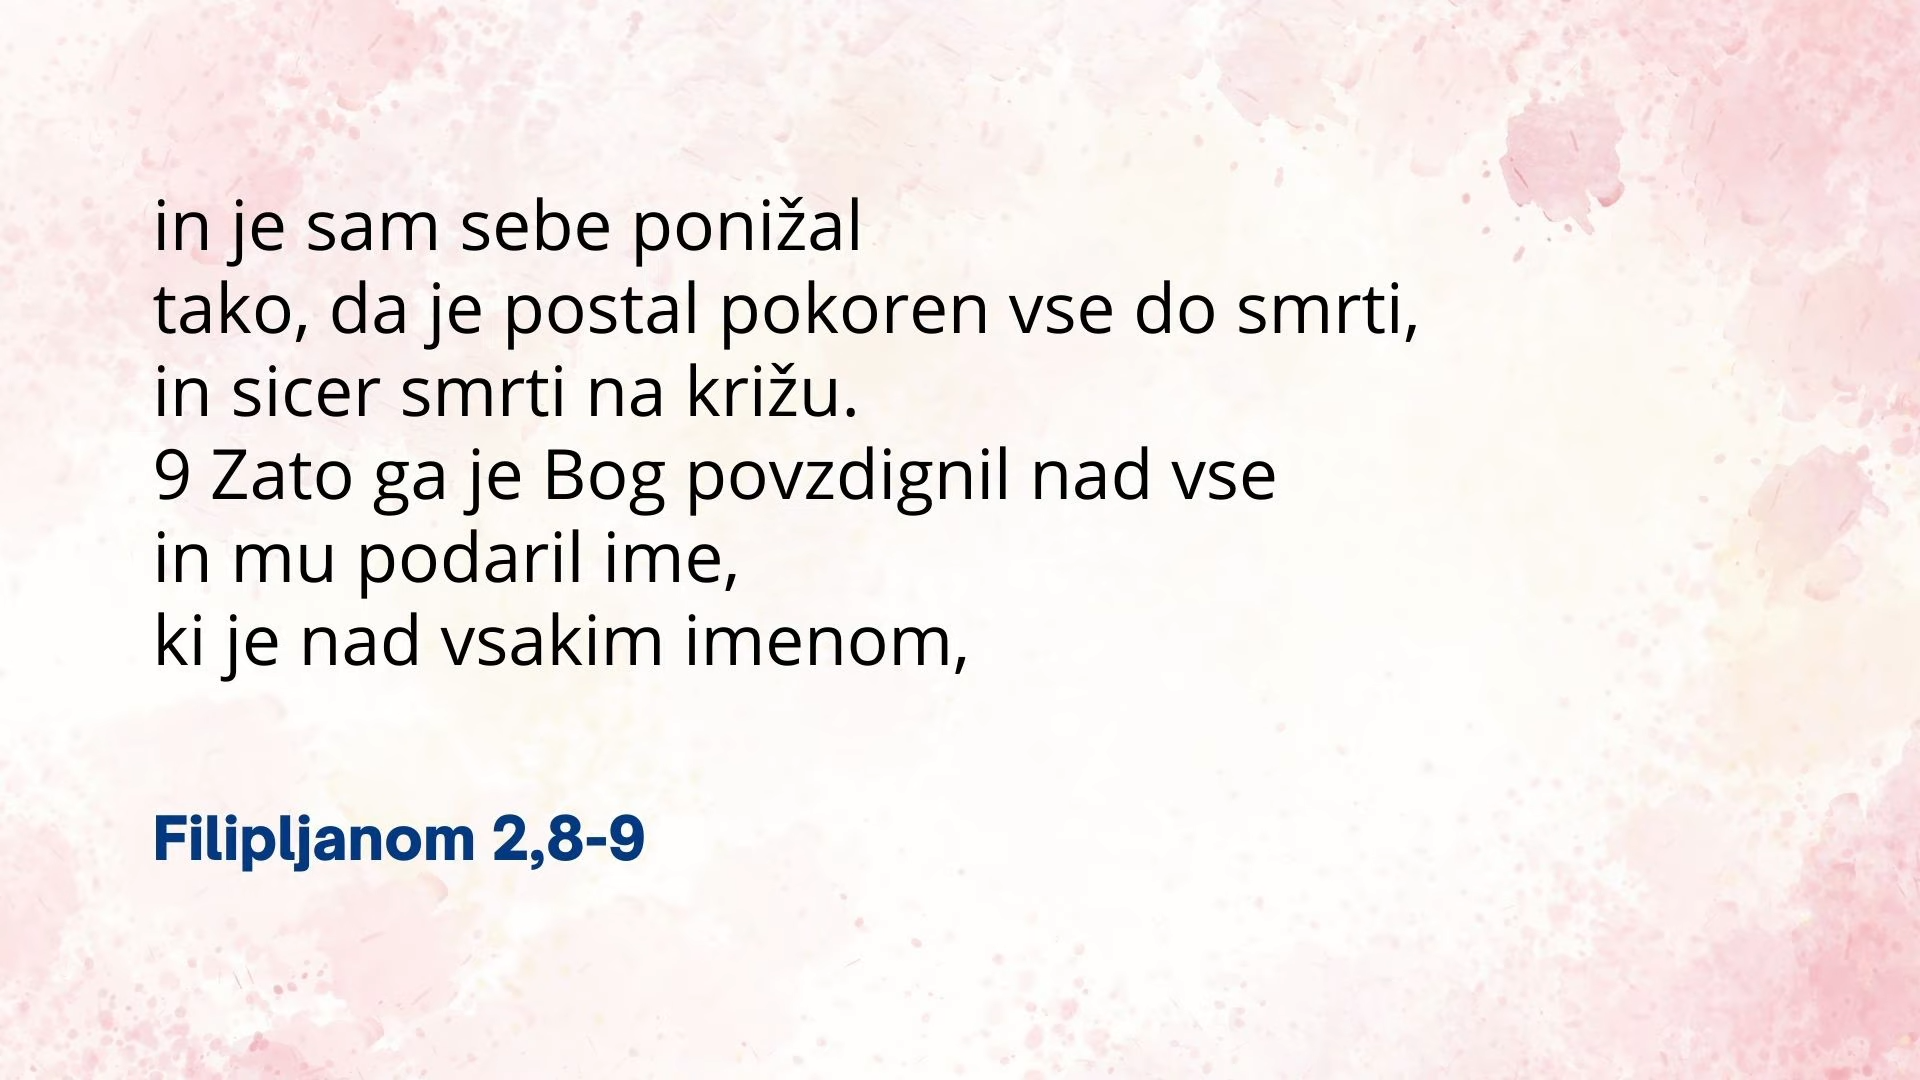 in je sam sebe ponižal
tako, da je postal pokoren vse do smrti,
in sicer smrti na križu.
9 Zato ga je Bog povzdignil nad vse
in mu podaril ime,
ki je nad vsakim imenom,
Filipljanom 2,8-9